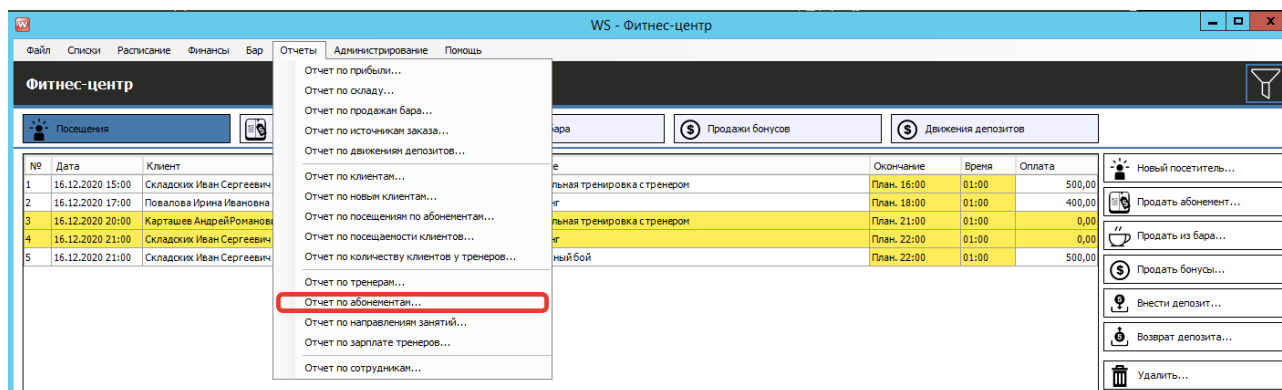 WS - Фитнес-центр
Файл Списки Расписание Финансы Бар Отчеты Администрирование Помощь
Фитнес-центр
Отчет по прибыли...
Отчет по складу...
Отчет по продажам бара...
Отчет по источникам заказа...
Отчет по движениям депозитов...
Отчет по клиентам...
Отчет по новым клиентам...
Отчет по посещениям по абонементам...
Отчет по посещаемости клиентов...
Отчет по количеству клиентов у тренеров...
Отчет по тренерам...
Отчет по абонементам...
Отчет по направлениям занятий...
Отчет по зарплате тренеров...
Отчет по сотрудникам...
Посещения Продажи бонусов Движения депозитов
№ Дата Клиент Окончание Время Оплата
1 16.12.2020 15:00 Складских Иван Сергеевич тренировка с тренером План. 16:00 01:00 500,00
2 16.12.2020 17:00 Повалова Ирина Ивановна План. 18:00 01:00 400,00
3 16.12.2020 20:00 Карташев Андрей тренировка с тренером План. 21:00 01:00 0,00
4 16.12.2020 21:00 Складских Иван Сергеевич План. 22:00 01:00 0,00
5 16.12.2020 21:00 Складских Иван Сергеевич бой План. 22:00 01:00 500,00
Новый посетитель...
Продать абонемент...
Продать из бара...
Продать бонусы...
Внести депозит...
Возврат депозита...
Удалить...